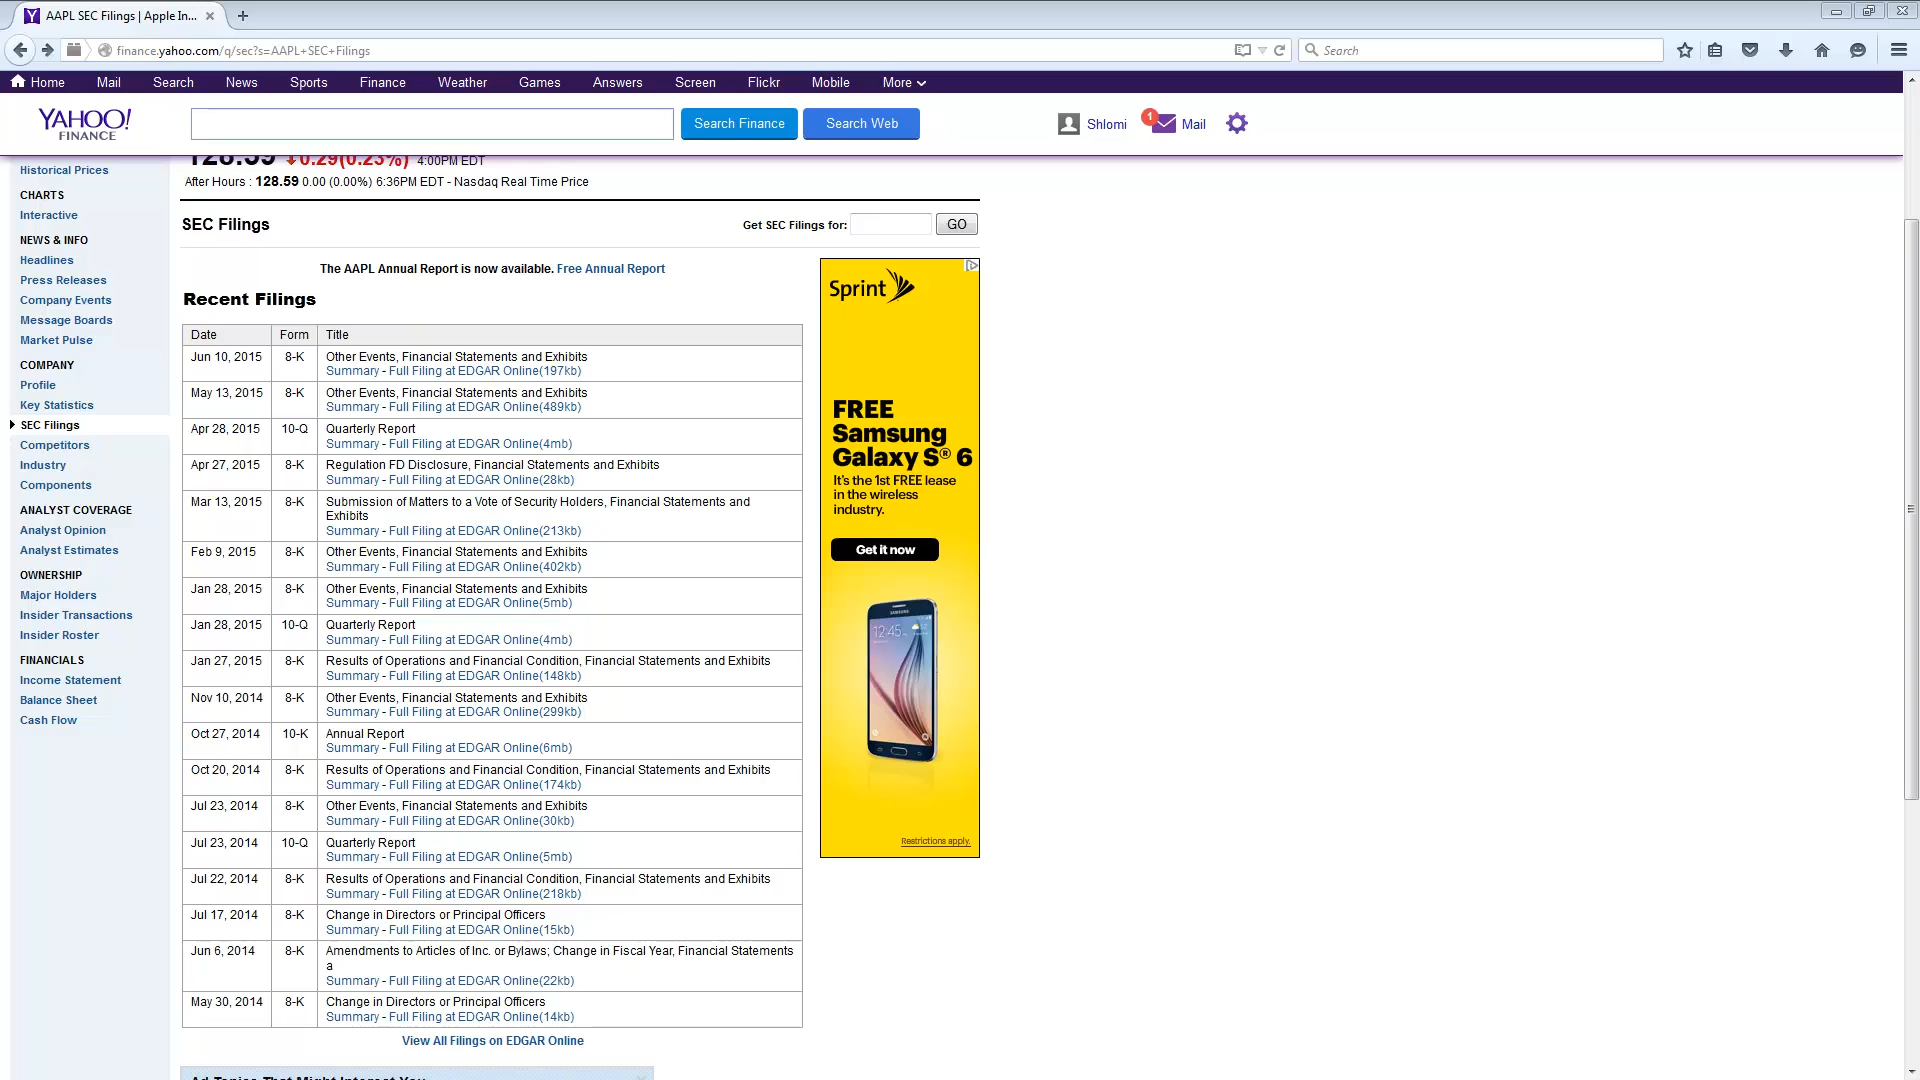 AAPL SEC Filings | Apple In...
finance.yahoo.com/q/sec?s=AAPL+SEC+Filings
Search
Home Mail Search News Sports Finance Weather Games Answers Screen Flickr Mobile More
YAHOO!
FINANCE
Search Finance
Search Web
Shlomi
1
Mail
128.59 0.29(0.23%) 4:00PM EDT
After Hours : 128.59 0.00 (0.00%) 6:36PM EDT - Nasdaq Real Time Price
Historical Prices
CHARTS
Interactive
NEWS & INFO
Headlines
Press Releases
Company Events
Message Boards
Market Pulse
COMPANY
Profile
Key Statistics
SEC Filings
Competitors
Industry
Components
ANALYST COVERAGE
Analyst Opinion
Analyst Estimates
OWNERSHIP
Major Holders
Insider Transactions
Insider Roster
FINANCIALS
Income Statement
Balance Sheet
Cash Flow
SEC Filings
Get SEC Filings for: GO
The AAPL Annual Report is now available. Free Annual Report
Recent Filings
Date Form Title
Jun 10, 2015 8-K Other Events, Financial Statements and Exhibits
Summary - Full Filing at EDGAR Online(197kb)
May 13, 2015 8-K Other Events, Financial Statements and Exhibits
Summary - Full Filing at EDGAR Online(489kb)
Apr 28, 2015 10-Q Quarterly Report
Summary - Full Filing at EDGAR Online(4mb)
Apr 27, 2015 8-K Regulation FD Disclosure, Financial Statements and Exhibits
Summary - Full Filing at EDGAR Online(28kb)
Mar 13, 2015 8-K Submission of Matters to a Vote of Security Holders, Financial Statements and
Exhibits
Summary - Full Filing at EDGAR Online(213kb)
Feb 9, 2015 8-K Other Events, Financial Statements and Exhibits
Summary - Full Filing at EDGAR Online(402kb)
Jan 28, 2015 8-K Other Events, Financial Statements and Exhibits
Summary - Full Filing at EDGAR Online(5mb)
Jan 28, 2015 10-Q Quarterly Report
Summary - Full Filing at EDGAR Online(4mb)
Jan 27, 2015 8-K Results of Operations and Financial Condition, Financial Statements and Exhibits
Summary - Full Filing at EDGAR Online(148kb)
Nov 10, 2014 8-K Other Events, Financial Statements and Exhibits
Summary - Full Filing at EDGAR Online(299kb)
Oct 27, 2014 10-K Annual Report
Summary - Full Filing at EDGAR Online(6mb)
Oct 20, 2014 8-K Results of Operations and Financial Condition, Financial Statements and Exhibits
Summary - Full Filing at EDGAR Online(174kb)
Jul 23, 2014 8-K Other Events, Financial Statements and Exhibits
Summary - Full Filing at EDGAR Online(30kb)
Jul 23, 2014 10-Q Quarterly Report
Summary - Full Filing at EDGAR Online(5mb)
Jul 22, 2014 8-K Results of Operations and Financial Condition, Financial Statements and Exhibits
Summary - Full Filing at EDGAR Online(218kb)
Jul 17, 2014 8-K Change in Directors or Principal Officers
Summary - Full Filing at EDGAR Online(15kb)
Jun 6, 2014 8-K Amendments to Articles of Inc. or Bylaws; Change in Fiscal Year, Financial Statements
a
Summary - Full Filing at EDGAR Online(22kb)
May 30, 2014 8-K Change in Directors or Principal Officers
Summary - Full Filing at EDGAR Online(14kb)
View All Filings on EDGAR Online
Ad Topics That Might Interest You
Sprint
FREE
Samsung
Galaxy S® 6
It's the 1st FREE lease
in the wireless
industry.
Get it now
SAMSUNG
12:45
Restrictions apply.